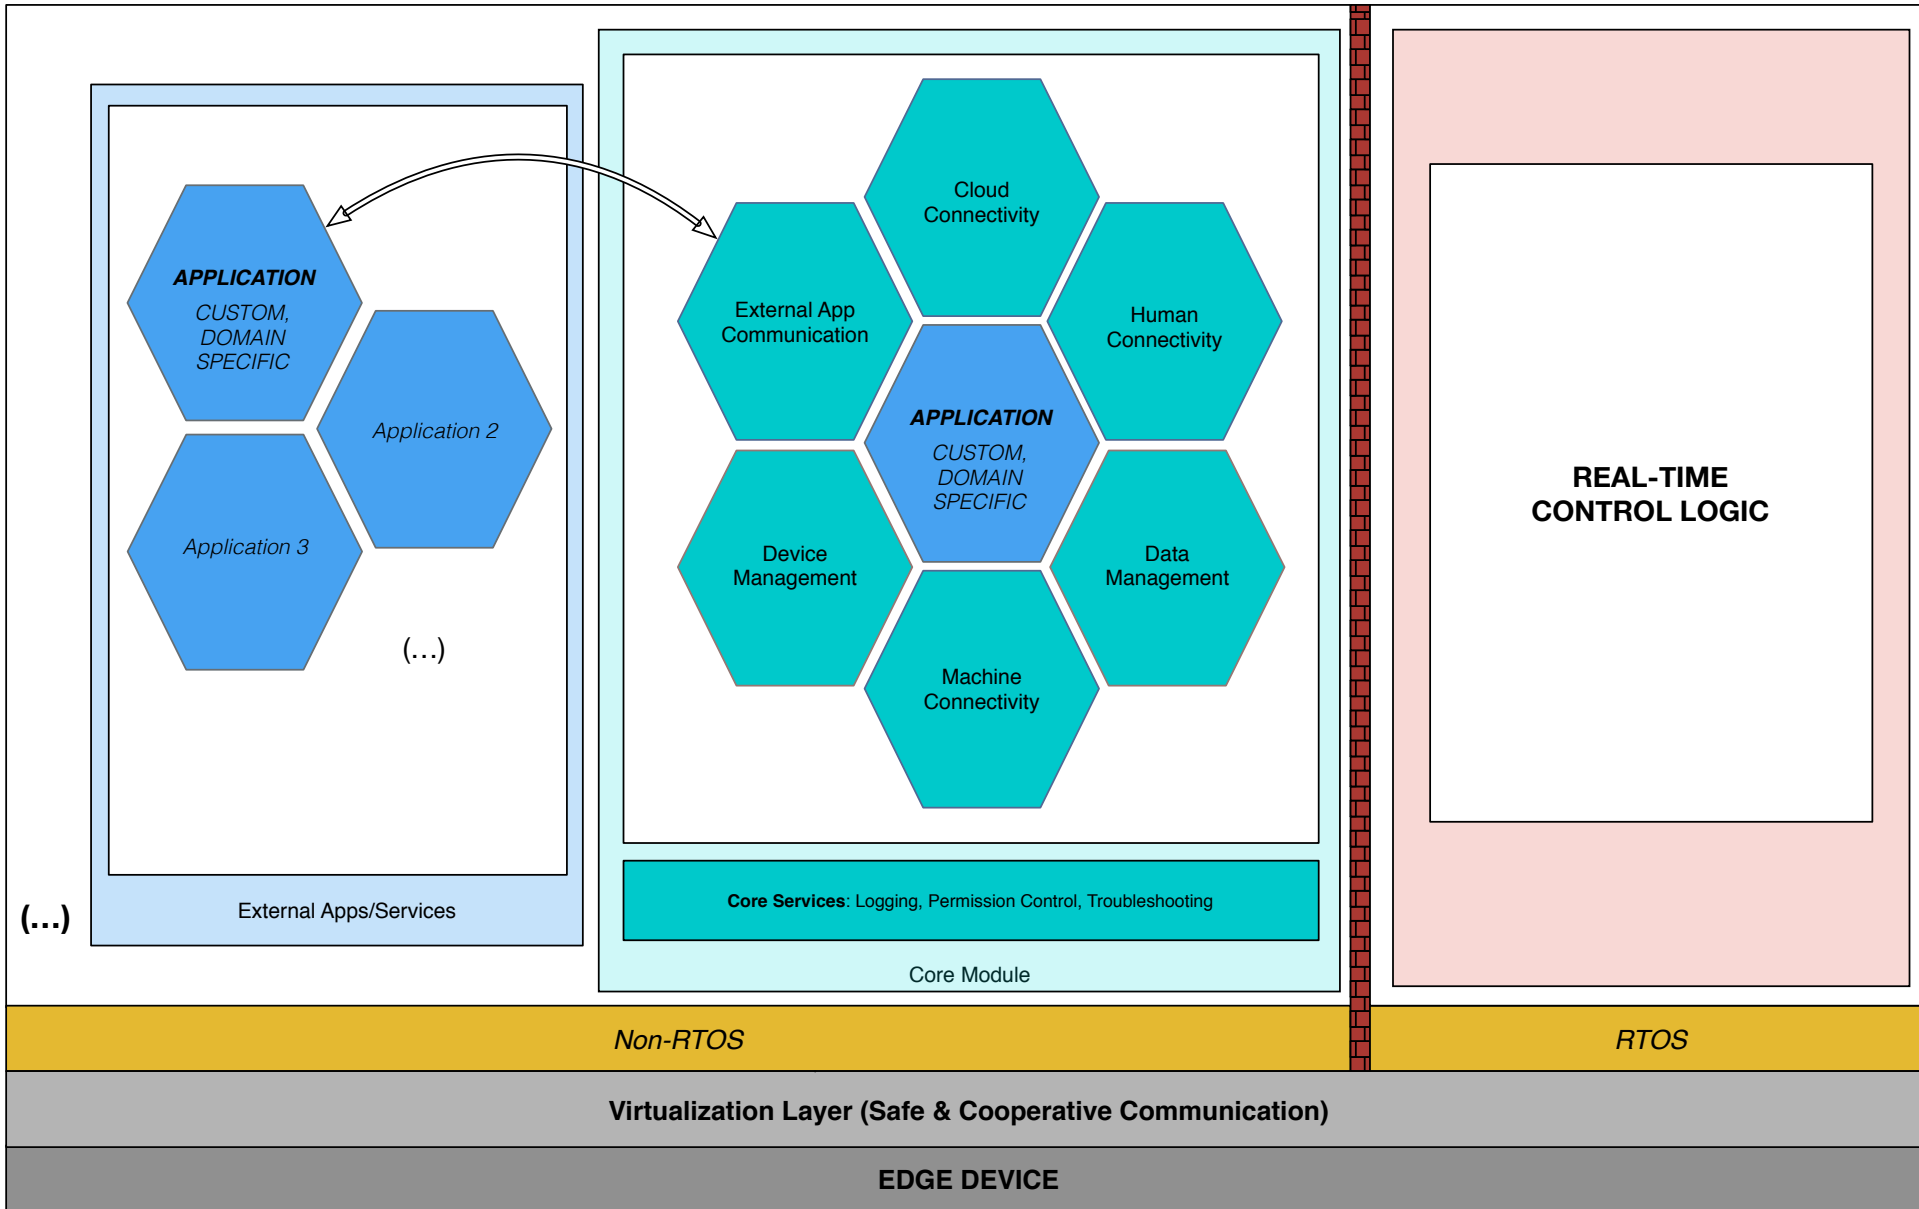 APPLICATION
CUSTOM,
DOMAIN
SPECIFIC
Application 2
Application 3
(...)
External Apps/Services
(...)
Cloud
Connectivity
External App
Communication
Human
Connectivity
APPLICATION
CUSTOM,
DOMAIN
SPECIFIC
Device
Management
Data
Management
Machine
Connectivity
Core Services: Logging, Permission Control, Troubleshooting
Core Module
REAL-TIME
CONTROL LOGIC
Non-RTOS
RTOS
Virtualization Layer (Safe & Cooperative Communication)
EDGE DEVICE